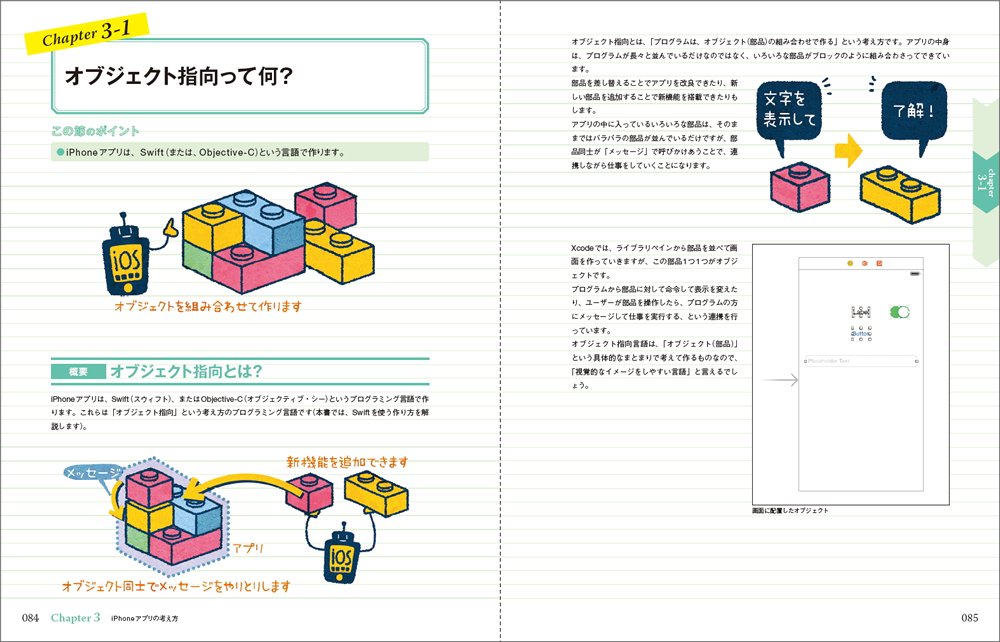 Chapter 3-1
オブジェクト指向って何?
この節のポイント
●iPhoneアプリは、Swift(または、Objective-C)という言語で作ります。
iOS
オブジェクトを組み合わせて作ります
概要 オブジェクト指向とは?
iPhoneアプリは、Swift(スウィフト)、またはObjective-C(オブジェクティブ・シー)というプログラミング言語で作
ります。これらは「オブジェクト指向」という考え方のプログラミング言語です(本書では、Swiftを使う作り方を解
説します)。
メッセージ
新機能を追加できます
iOS
アプリ
オブジェクト同士でメッセージをやりとりします
084 Chapter 3 iPhoneアプリの考え方
オブジェクト指向とは、「プログラムは、オブジェクト(部品)の組み合わせで作る」という考え方です。アプリの中身
は、プログラムが長々と並んでいるだけなのではなく、いろいろな部品がブロックのように組み合わさってできてい
ます。
部品を差し替えることでアプリを改良できたり、新
しい部品を追加することで新機能を搭載できたりも
します。
アプリの中に入っているいろいろな部品は、そのまま
まではバラバラの部品が並んでいるだけですが、部
品同士が「メッセージ」で呼びかけあうことで、連
携しながら仕事をしていくことになります。
文字を
表示して
了解!
chapter
3-1
Xcodeでは、ライブラリペインから部品を並べて画
面を作っていきますが、この部品1つ1つがオブジェ
クトです。
プログラムから部品に対して命令して表示を変えた
り、ユーザーが部品を操作したら、プログラムの方
にメッセージして仕事を実行する、という連携を行
っています。
オブジェクト指向言語は、「オブジェクト(部品)」
という具体的なまとまりで考えて作るものなので、
「視覚的なイメージをしやすい言語」と言えるでし
ょう。
Button
Placeholder Text
画面に配置したオブジェクト
085